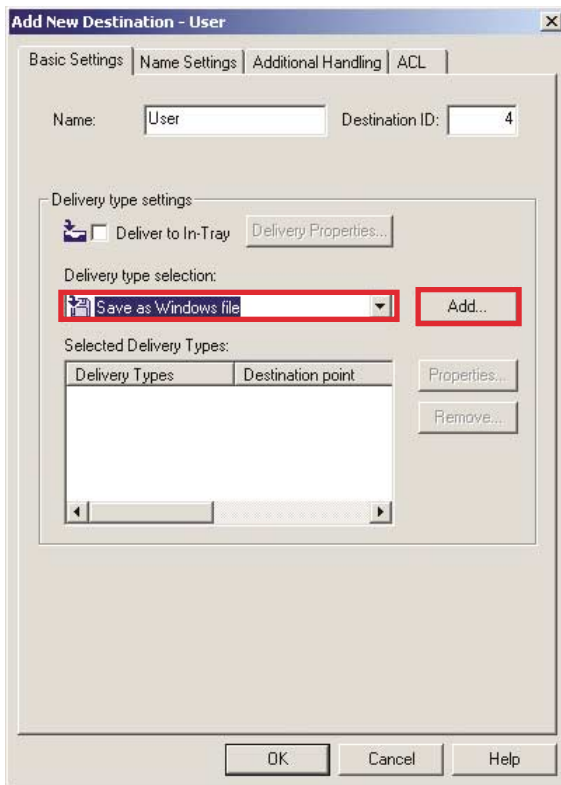 Add New Destination - User
Basic Settings Name Settings Additional Handling ACL
Name: User Destination ID: 4
Delivery type settings
Deliver to In-Tray Delivery Properties...
Delivery type selection:
Save as Windows file Add...
Selected Delivery Types:
Delivery Types Destination point Properties...
Remove...
OK Cancel Help